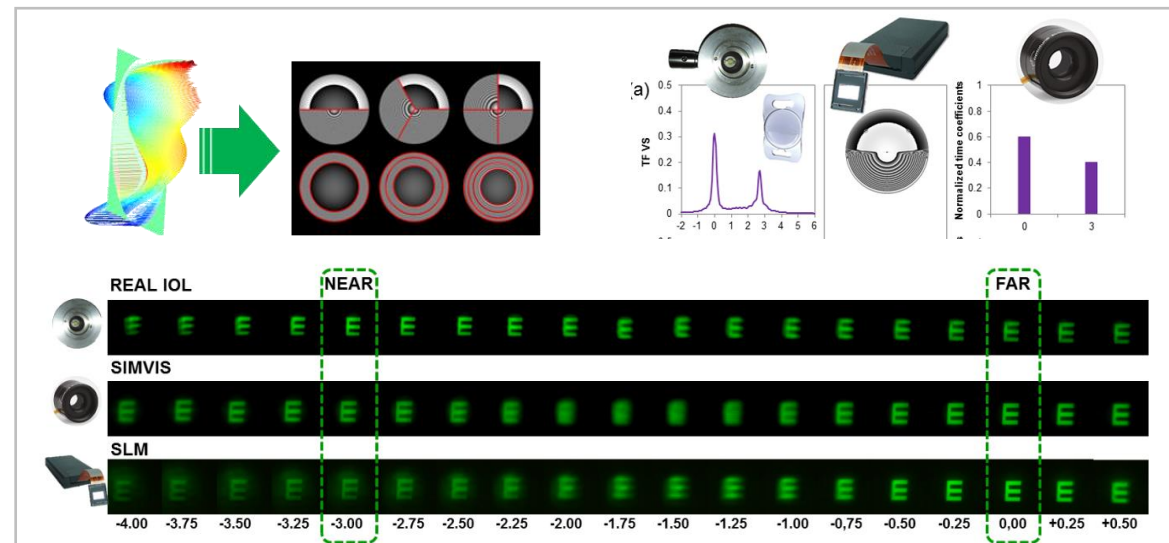 (a)
0.5
0.4
0.3
0.2
0.1
0
TF VS
-2 -1 0 1 2 3 4 5 6
Normalized time coefficients
1
0.8
0.6
0.4
0.2
0
0 3
REAL IOL NEAR FAR
SIMVIS
SLM
-4.00 -3.75 -3.50 -3.25 -3.00 -2.75 -2.50 -2.25 -2.00 -1.75 -1.50 -1.25 -1.00 -0,75 -0.50 -0.25 0,00 +0.25 +0.50